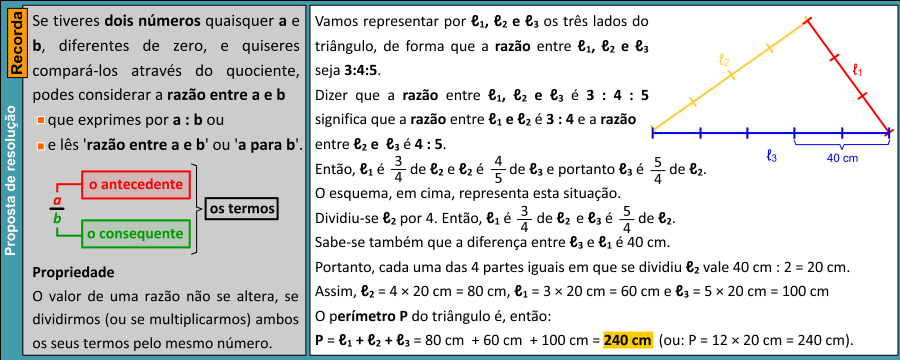 Proposta de resolução
Recorda
Se tiveres dois números quaisquer a e
b, diferentes de zero, e quiseres
compará-los através do quociente,
podes considerar a razão entre a e b
que exprimes por a : b ou
e lês 'razão entre a e b' ou 'a para b'.
a
b
o antecedente
o consequente
os termos
Propriedade
O valor de uma razão não se altera, se
dividirmos (ou se multiplicarmos) ambos
os seus termos pelo mesmo número.
Vamos representar por ℓ₁, ℓ₂ e ℓ₃ os três lados do
triângulo, de forma que a razão entre ℓ₁, ℓ₂ e ℓ₃
seja 3:4:5.
Dizer que a razão entre ℓ₁, ℓ₂ e ℓ₃ é 3 : 4 : 5
significa que a razão entre ℓ₁ e ℓ₂ é 3 : 4 e a razão
entre ℓ₂ e ℓ₃ é 4 : 5.
Então, ℓ₁ é 3/4 de ℓ₂ e ℓ₂ é 4/5 de ℓ₃ e portanto ℓ₃ é 5/4 de ℓ₂.
O esquema, em cima, representa esta situação.
Dividiu-se ℓ₂ por 4. Então, ℓ₁ é 3/4 de ℓ₂ e ℓ₃ é 5/4 de ℓ₂.
Sabe-se também que a diferença entre ℓ₃ e ℓ₁ é 40 cm.
Portanto, cada uma das 4 partes iguais em que se dividiu ℓ₂ vale 40 cm : 2 = 20 cm.
Assim, ℓ₂ = 4 × 20 cm = 80 cm, ℓ₁ = 3 × 20 cm = 60 cm e ℓ₃ = 5 × 20 cm = 100 cm
O perímetro P do triângulo é, então:
P = ℓ₁ + ℓ₂ + ℓ₃ = 80 cm + 60 cm + 100 cm = 240 cm (ou: P = 12 × 20 cm = 240 cm).
ℓ₂
ℓ₁
ℓ₃
40 cm